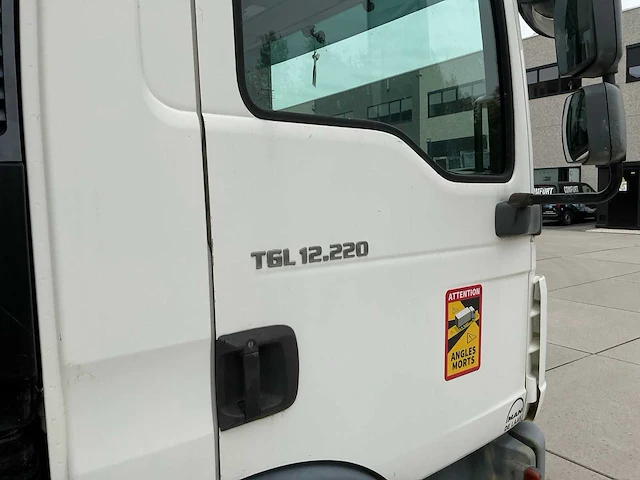 TGL 12.220
ATTENTION
ANGLES
MORTS
MAN